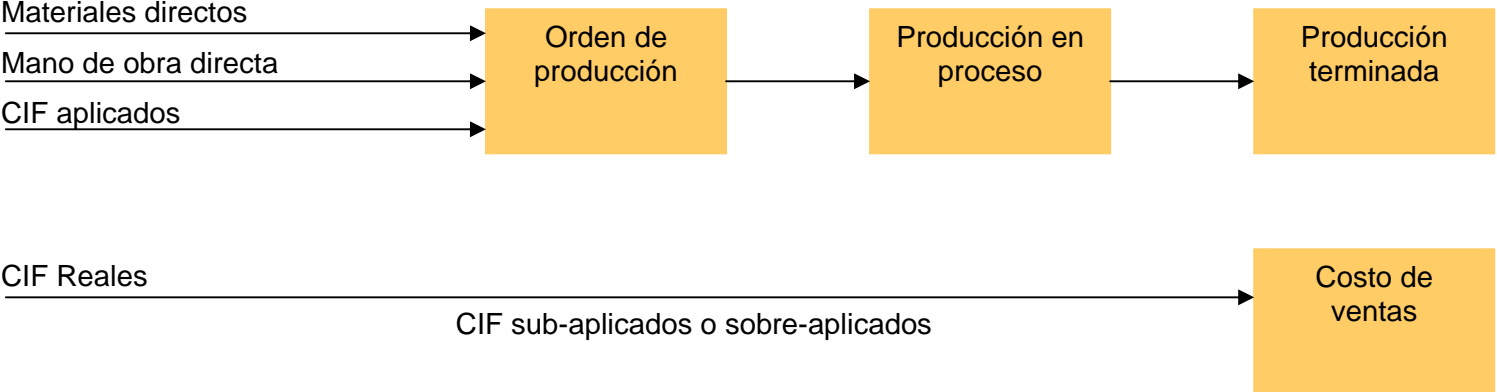 Materiales directos
Mano de obra directa
CIF aplicados
Orden de
producción
Producción en
proceso
Producción
terminada
CIF Reales
CIF sub-aplicados o sobre-aplicados
Costo de
ventas